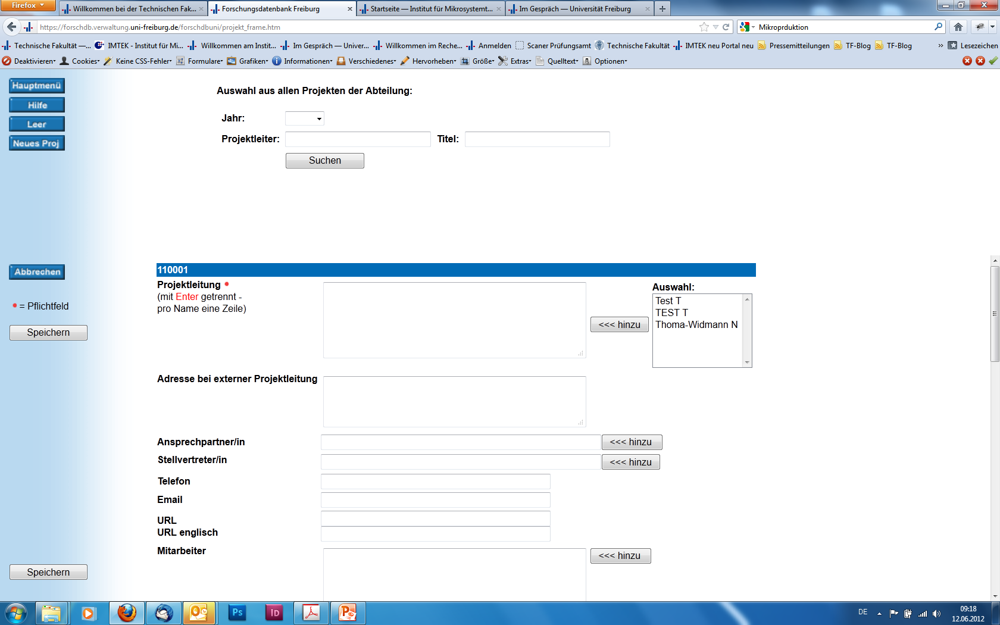 Firefox
Willkommen bei der Technischen Fak...
Forschungsdatenbank Freiburg
Startseite — Institut für Mikrosystemt...
Im Gespräch — Universität Freiburg
https://forschdb.verwaltung.uni-freiburg.de/forschdbuni/projekt_frame.htm
Mikroprduktion
Technische Fakultät —...
IMTEK - Institut für Mi...
Willkommen am Instit...
Im Gespräch — Univer...
Willkommen im Reche...
Anmelden
Scaner Prüfungsamt
Technische Fakultät
IMTEK neu Portal neu
Pressemitteilungen
TF-Blog
TF-Blog
»
Lesezeichen
Deaktivieren
Cookies
Keine CSS-Fehler
Formulare
Grafiken
Informationen
Verschiedenes
Hervorheben
Größe
Extras
Quelltext
Optionen
Hauptmenü
Hilfe
Leer
Neues Proj
Auswahl aus allen Projekten der Abteilung:
Jahr:
Projektleiter:
Titel:
Suchen
Abbrechen
• = Pflichtfeld
Speichern
110001
Projektleitung •
(mit Enter getrennt -
pro Name eine Zeile)
<<< hinzu
Auswahl:
Test T
TEST T
Thoma-Widmann N
Adresse bei externer Projektleitung
Ansprechpartner/in
<<< hinzu
Stellvertreter/in
<<< hinzu
Telefon
Email
URL
URL englisch
Mitarbeiter
<<< hinzu
Speichern
Ps
Id
DE
09:18
12.06.2012